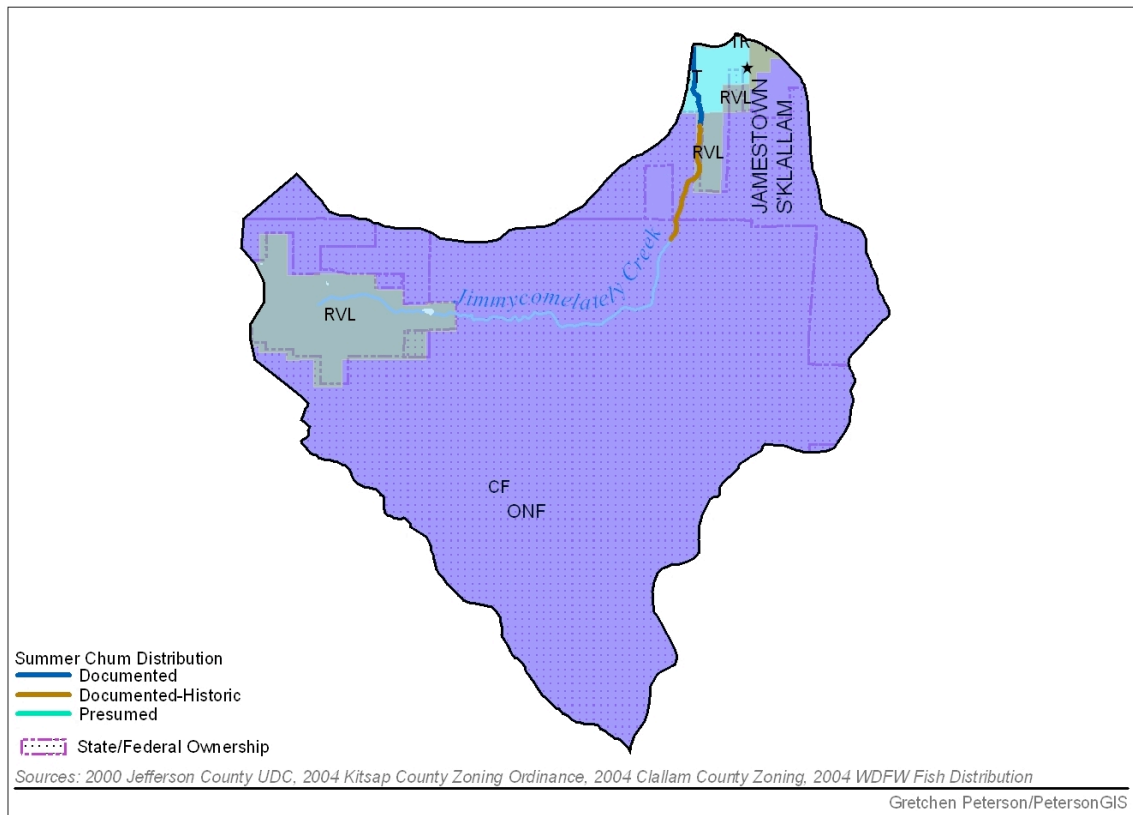 TR
T
RVL
JAMESTOWN
S'KLALLAM
RVL
Jimmycomelately Creek
RVL
CF
ONF
Summer Chum Distribution
Documented
Documented-Historic
Presumed
State/Federal Ownership
Sources: 2000 Jefferson County UDC, 2004 Kitsap County Zoning Ordinance, 2004 Clallam County Zoning, 2004 WDFW Fish Distribution
Gretchen Peterson/PetersonGIS